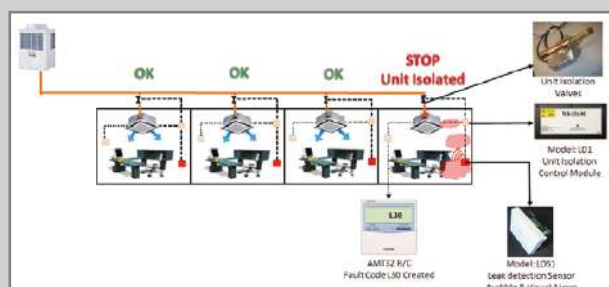 OK
OK
OK
STOP
Unit Isolated
Unit Isolation
Valves
Model: LD1
Unit Isolation
Control Module
L30
AMT32 R/C
Fault Code L30 Created
Model: LDS1
Leak detection Sensor